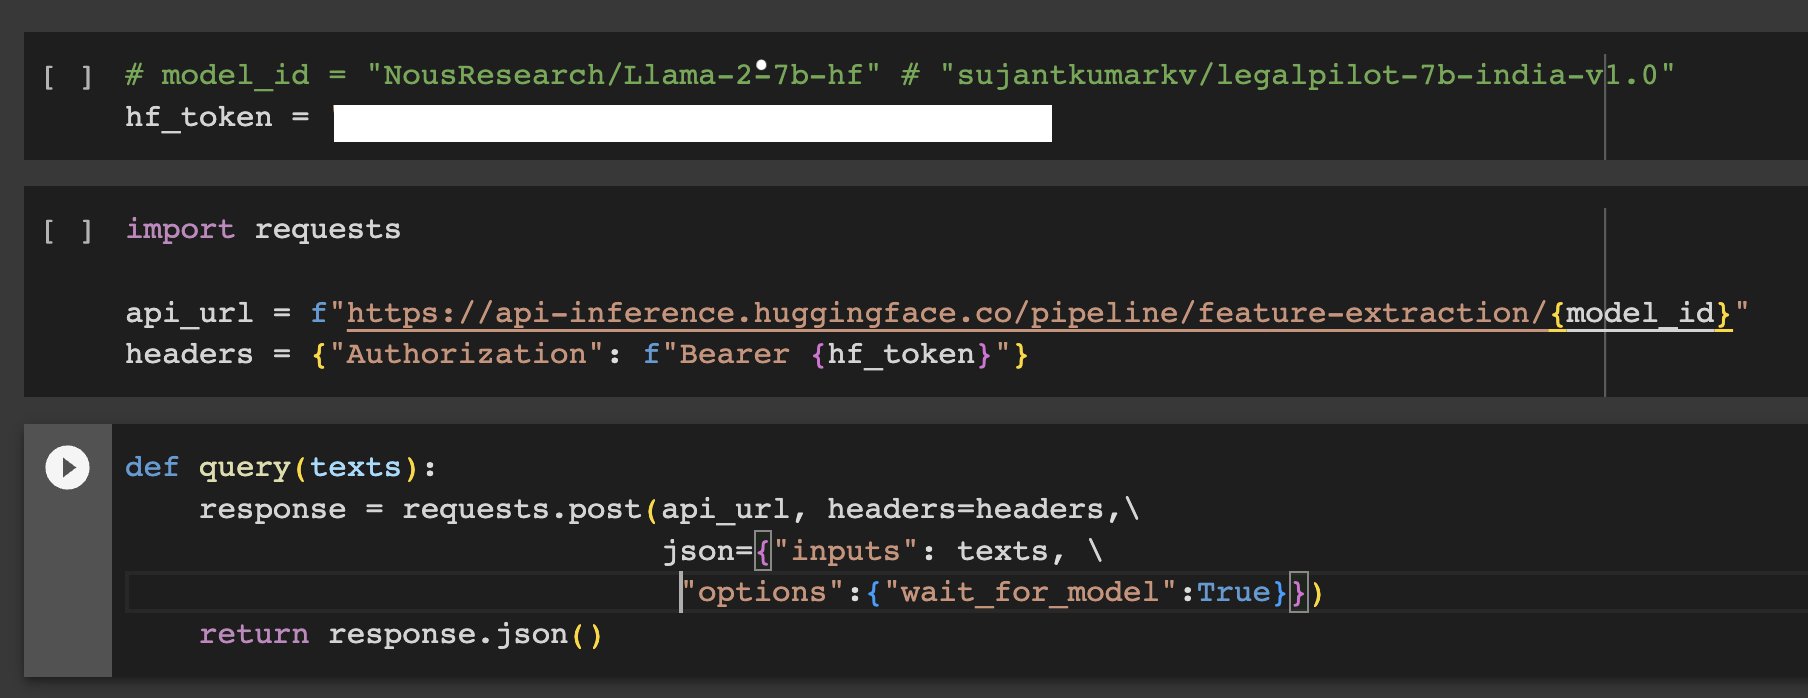 [ ] # model_id = "NousResearch/Llama-2-7b-hf" # "sujantkumarkv/legalpilot-7b-india-v1.0"
hf_token =
[ ] import requests
api_url = f"https://api-inference.huggingface.co/pipeline/feature-extraction/{model_id}"
headers = {"Authorization": f"Bearer {hf_token}"}
def query(texts):
response = requests.post(api_url, headers=headers,\
json={"inputs": texts, \
"options":{"wait_for_model":True}})
return response.json()